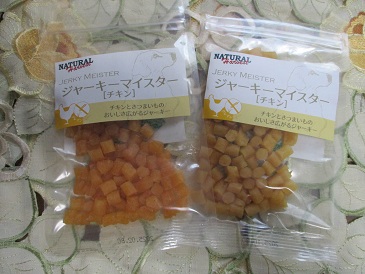 NATURAL
Harvest
JERKY MEISTER
ジャーキーマイスター
[チキン]
チキンとさつまいもの
おいしさ広がるジャーキー
NATURAL
Harvest
JERKY MEISTER
ジャーキーマイスター
[チキン]
チキンとさつまいもの
おいしさ広がるジャーキー